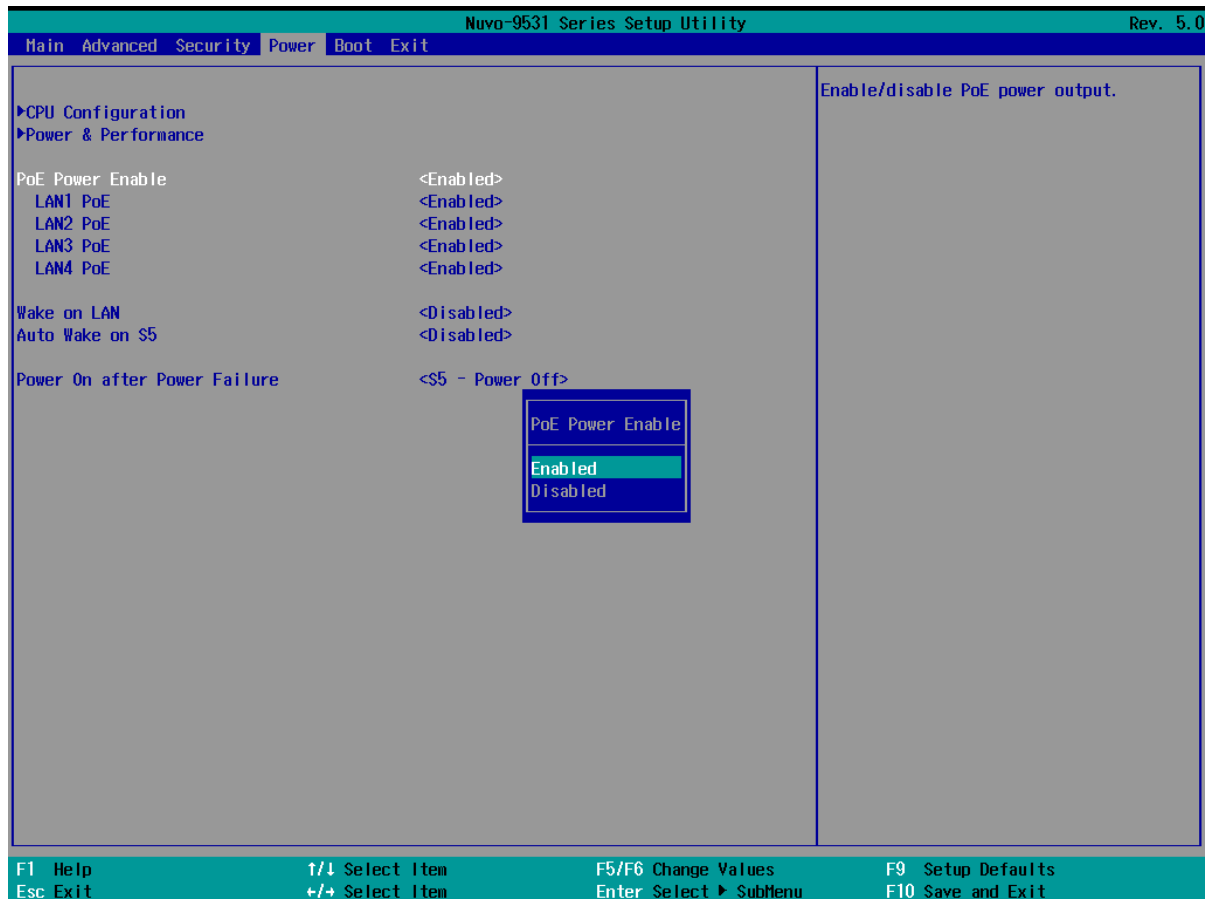 Nuvo-9531 Series Setup Utility Rev. 5.0
Main Advanced Security Power Boot Exit
Enable/disable PoE power output.
▶CPU Configuration
▶Power & Performance
PoE Power Enable <Enabled>
LAN1 PoE <Enabled>
LAN2 PoE <Enabled>
LAN3 PoE <Enabled>
LAN4 PoE <Enabled>
Wake on LAN <Disabled>
Auto Wake on S5 <Disabled>
Power On after Power Failure <S5 - Power Off>
PoE Power Enable
Enabled
Disabled
F1 Help ↑/↓ Select Item F5/F6 Change Values F9 Setup Defaults
Esc Exit ←/→ Select Item Enter Select ▶ SubMenu F10 Save and Exit